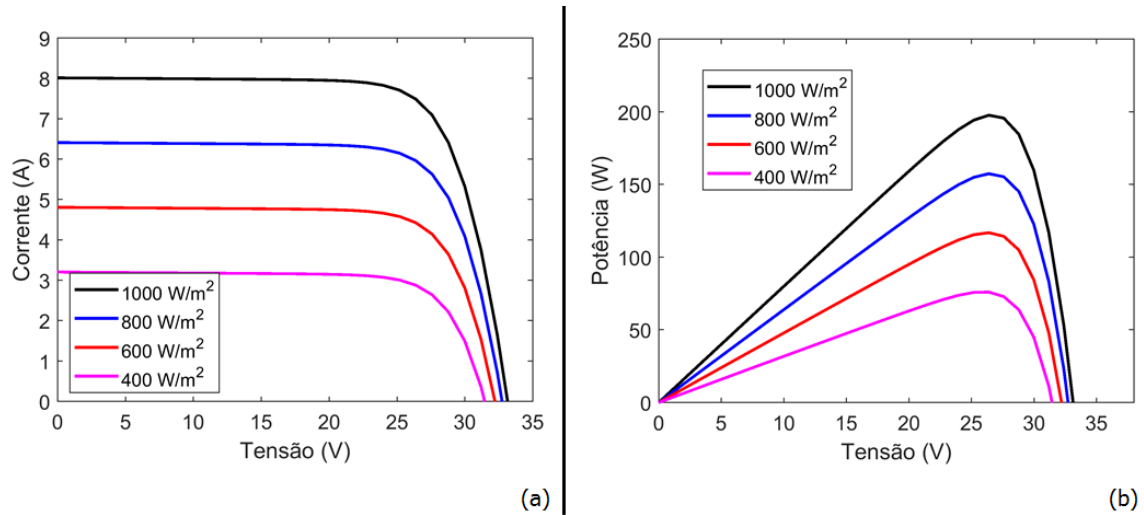 9
8
7
6
5
4
3
2
1
0
Corrente (A)
1000 W/m²
800 W/m²
600 W/m²
400 W/m²
0 5 10 15 20 25 30 35
Tensão (V)
(a)
250
200
150
100
50
0
Potência (W)
1000 W/m²
800 W/m²
600 W/m²
400 W/m²
0 5 10 15 20 25 30 35
Tensão (V)
(b)